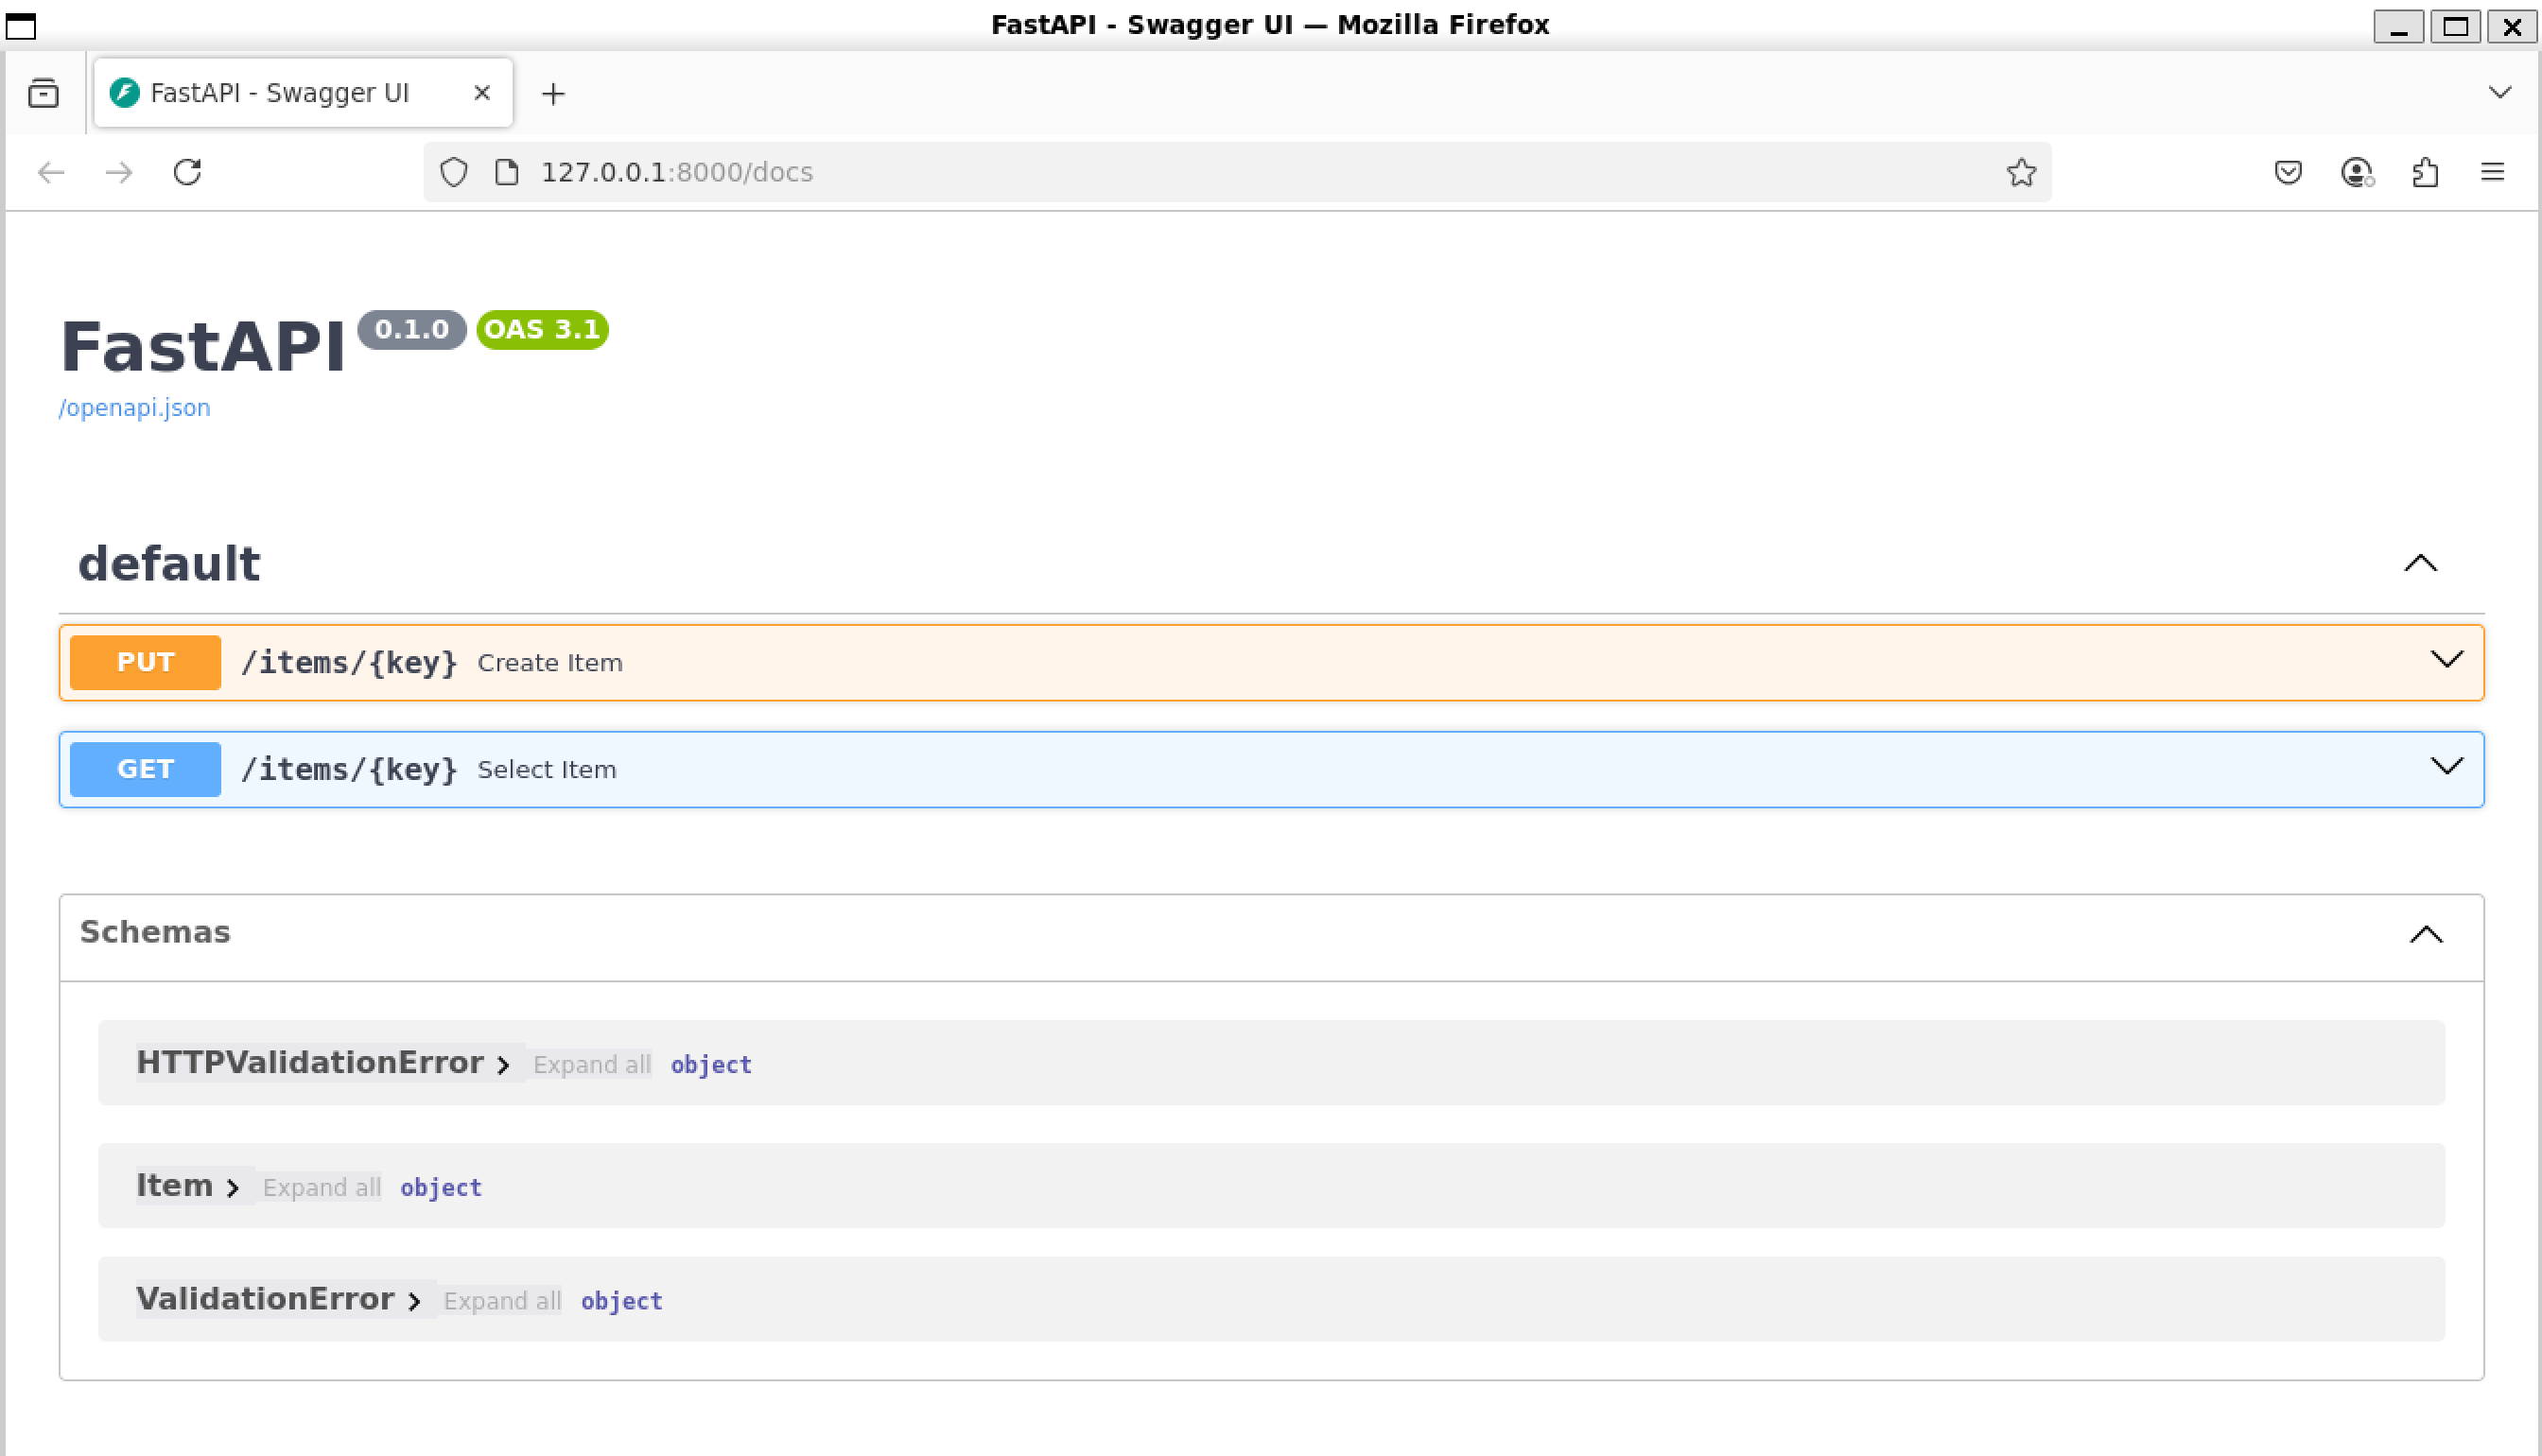 FastAPI - Swagger UI — Mozilla Firefox
FastAPI - Swagger UI
127.0.0.1:8000/docs
FastAPI 0.1.0 OAS 3.1
/openapi.json
default
PUT /items/{key} Create Item
GET /items/{key} Select Item
Schemas
HTTPValidationError Expand all object
Item Expand all object
ValidationError Expand all object